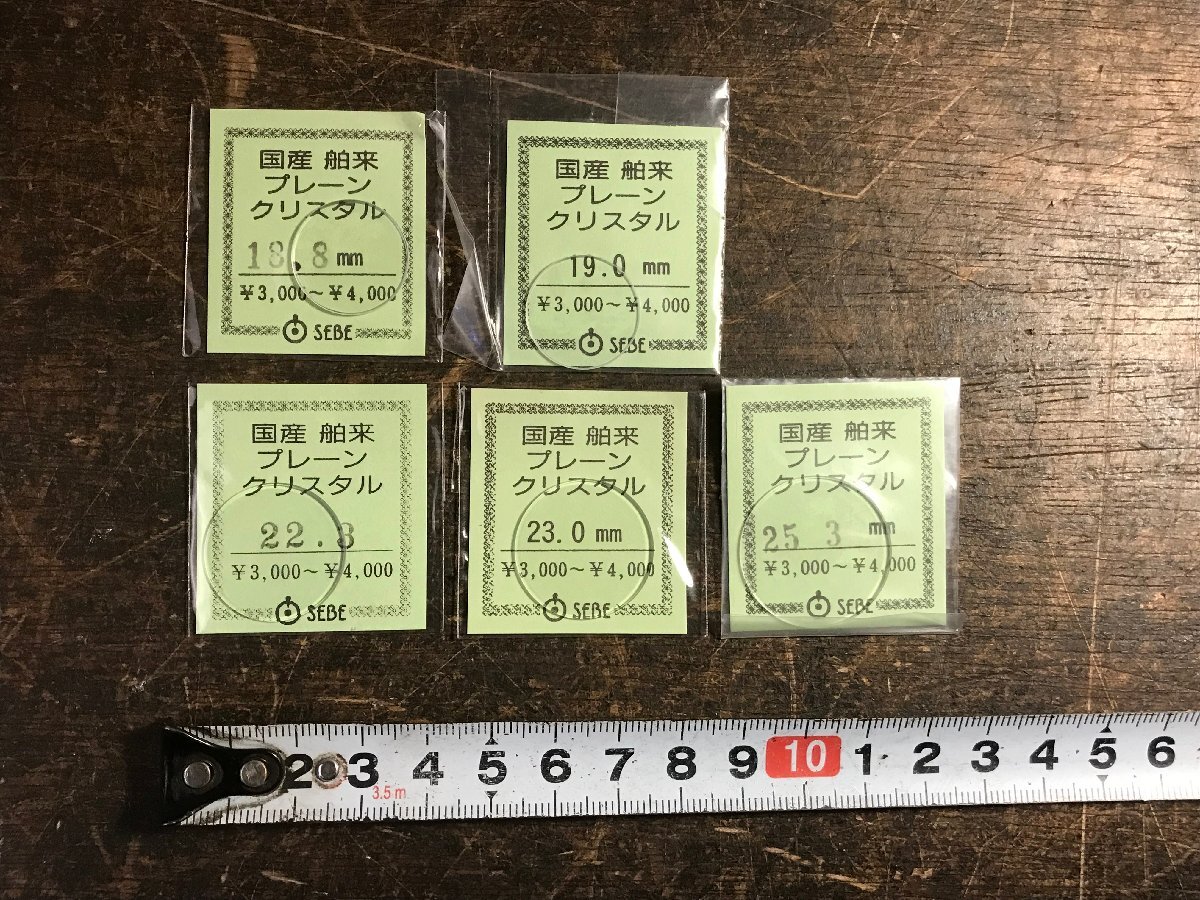 国産 舶来
プレーン
クリスタル
18.8 mm
¥3,000～¥4,000
SEBE
国産 舶来
プレーン
クリスタル
19.0 mm
¥3,000～¥4,000
SEBE
国産 舶来
プレーン
クリスタル
22.3
¥3,000～¥4,000
SEBE
国産 舶来
プレーン
クリスタル
23.0 mm
¥3,000～¥4,000
SEBE
国産 舶来
プレーン
クリスタル
25 3 mm
¥3,000～¥4,000
SEBE
2 3 4 5 6 7 8 9 10 1 2 3 4 5 6
3.5 m